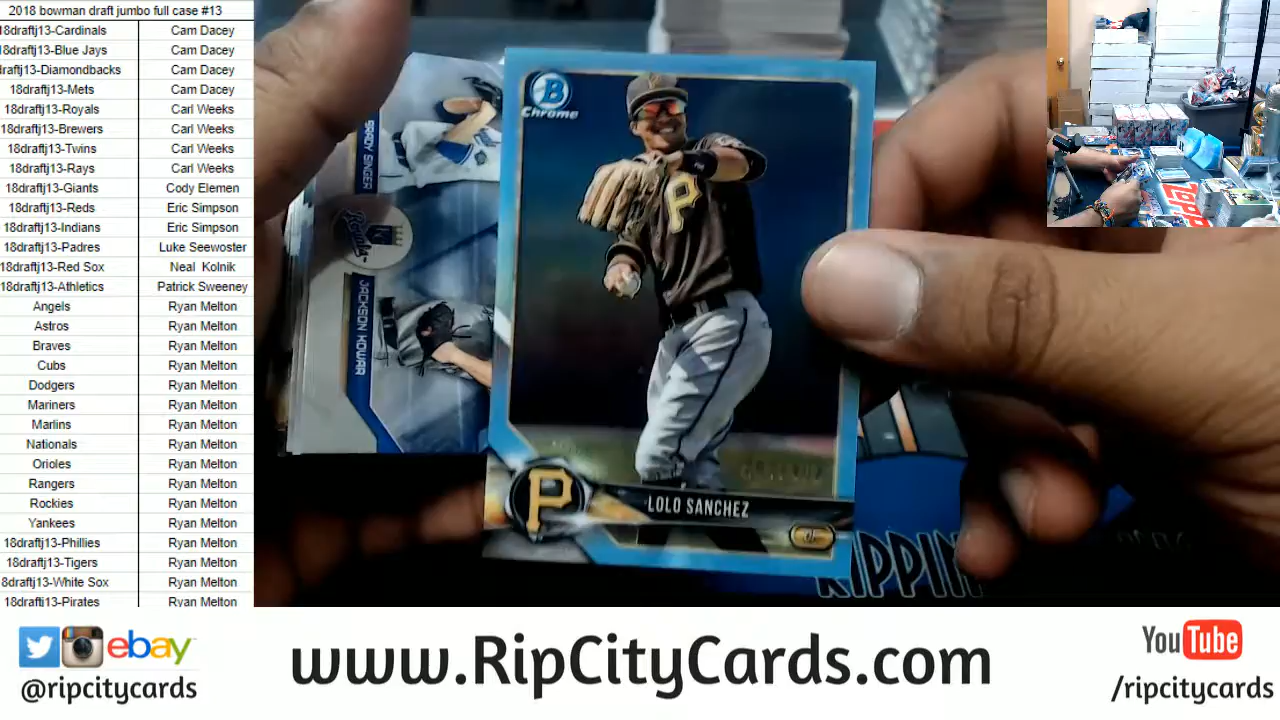 2018 bowman draft jumbo full case #13
18draftj13-Cardinals Cam Dacey
18draftj13-Blue Jays Cam Dacey
draftj13-Diamondbacks Cam Dacey
18draftj13-Mets Cam Dacey
18draftj13-Royals Carl Weeks
18draftj13-Brewers Carl Weeks
18draftj13-Twins Carl Weeks
18draftj13-Rays Carl Weeks
18draftj13-Giants Cody Elemen
18draftj13-Reds Eric Simpson
18draftj13-Indians Eric Simpson
18draftj13-Padres Luke Seewoster
18draftj13-Red Sox Neal Kolnik
18draftj13-Athletics Patrick Sweeney
Angels Ryan Melton
Astros Ryan Melton
Braves Ryan Melton
Cubs Ryan Melton
Dodgers Ryan Melton
Mariners Ryan Melton
Marlins Ryan Melton
Nationals Ryan Melton
Orioles Ryan Melton
Rangers Ryan Melton
Rockies Ryan Melton
Yankees Ryan Melton
18draftj13-Phillies Ryan Melton
18draftj13-Tigers Ryan Melton
8draftj13-White Sox Ryan Melton
18draftj13-Pirates Ryan Melton
BRADY SINGER
Royals
JACKSON KOWAR
B
Chrome
P
P
LOLO SANCHEZ
OF
RIPPIN
TOPPS
ebay
@ripcitycards
www.RipCityCards.com
YouTube
/ripcitycards